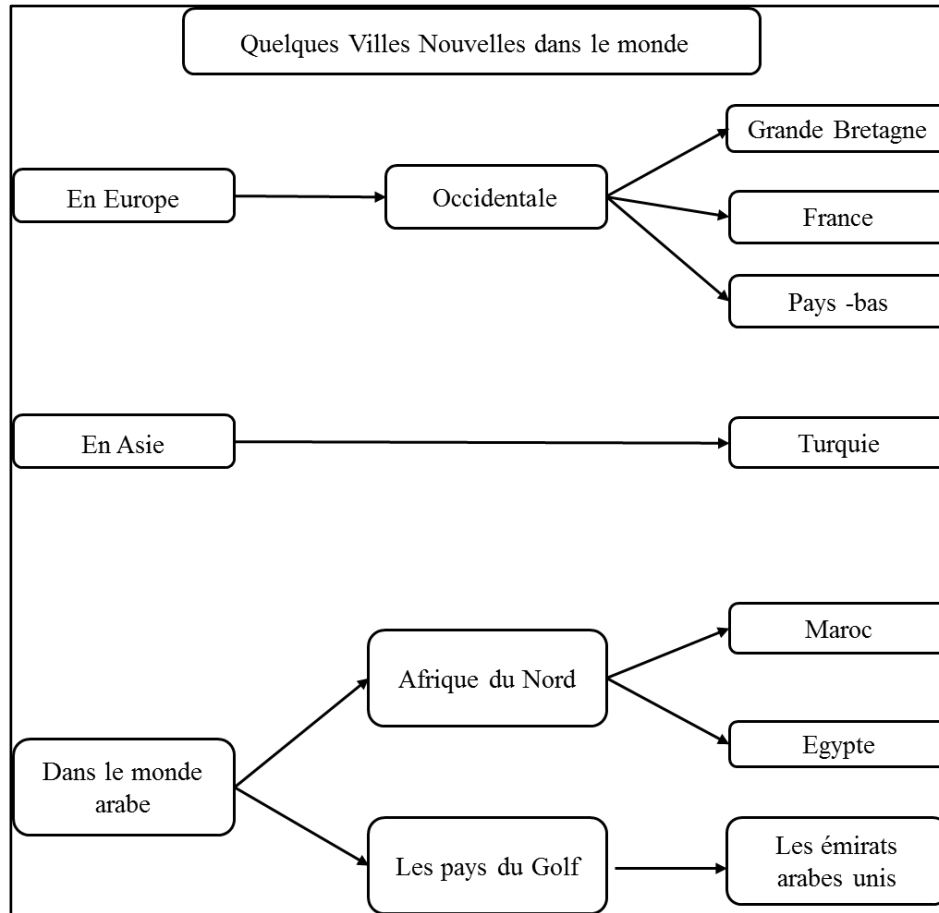 Quelques Villes Nouvelles dans le monde
Grande Bretagne
En Europe
Occidentale
France
Pays -bas
En Asie
Turquie
Maroc
Afrique du Nord
Egypte
Dans le monde
arabe
Les pays du Golf
Les émirats
arabes unis